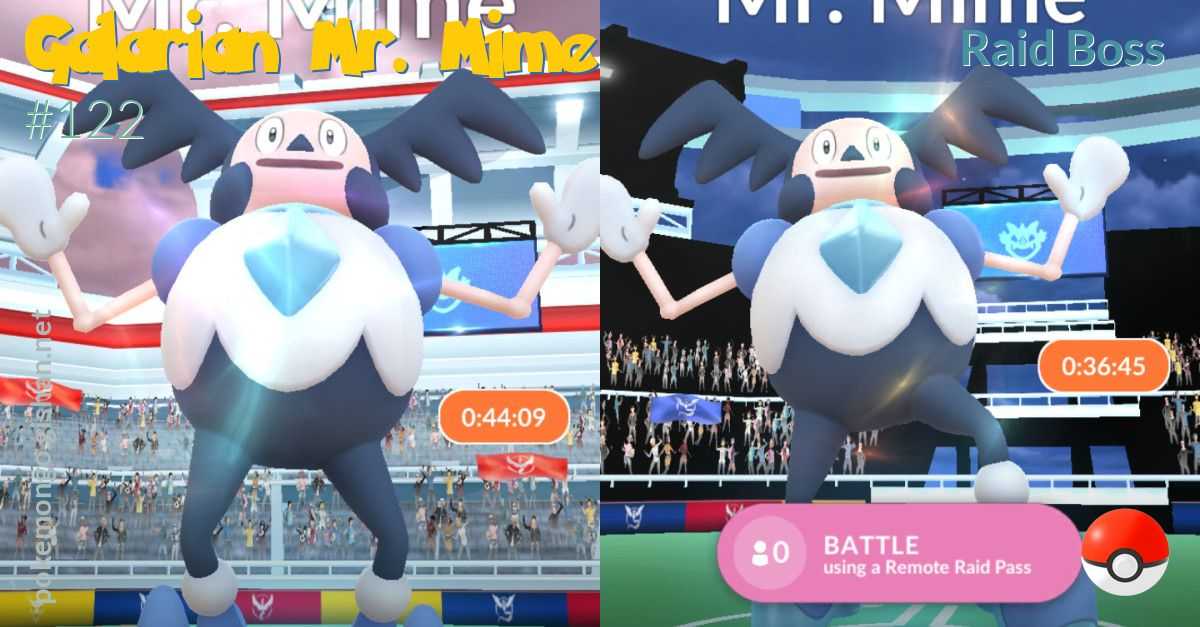 Mr. Mime
Galarian Mr. Mime
#122
0:44:09
pokemongosiskan.net
Mr. Mime
Raid Boss
0:36:45
0
BATTLE
using a Remote Raid Pass